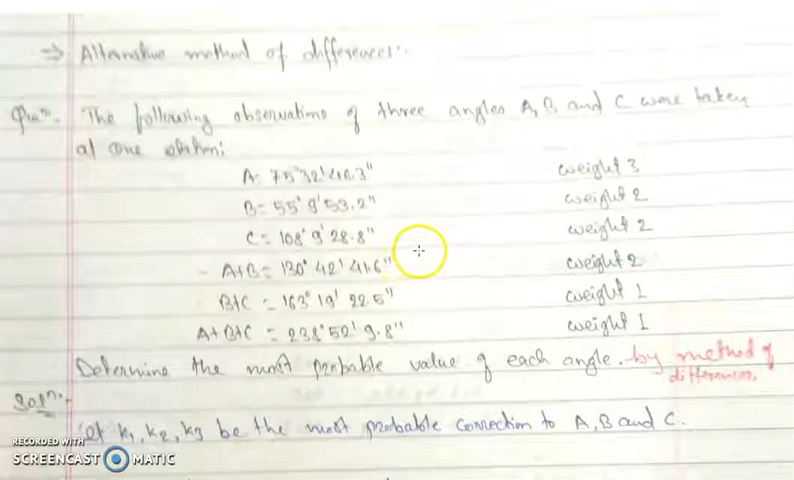 ⇒ Alternative method of differences:-
Queⁿ:- The following observations of three angles A, B and C were taken
at one station:
A= 75°32'46.3" weight 3
B= 55° 9' 53.2" weight 2
C = 108° 9' 28.8" weight 2
A+B = 130° 42' 41.6" weight 2
B+C = 163° 19' 22.5" weight 1
A+B+C = 238° 52' 9.8" weight 1
Determine the most probable value of each angle. by method of
differences.
Solⁿ:-
Let k1, k2, k3 be the most probable correction to A, B and C.
RECORDED WITH
SCREENCAST MATIC